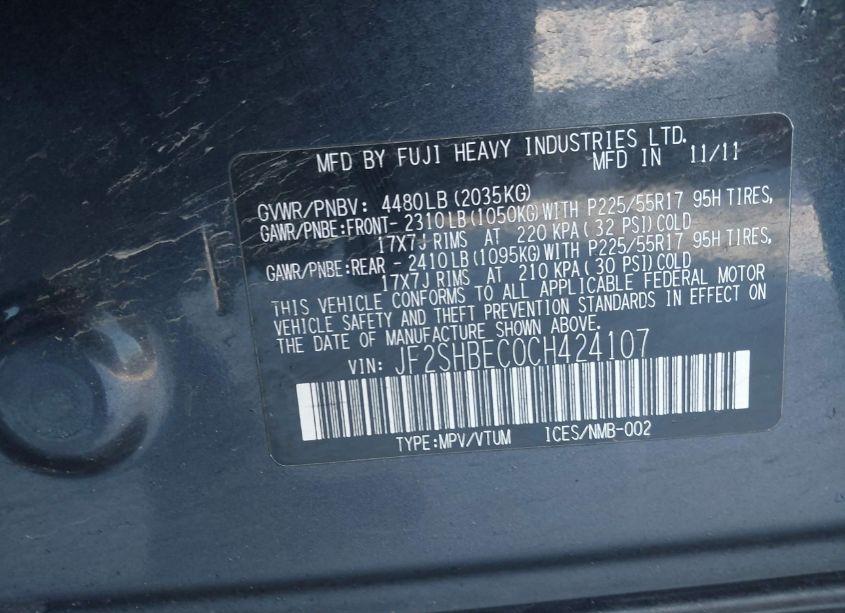 MFD BY FUJI HEAVY INDUSTRIES LTD.
MFD IN 11/11
GVWR/PNBV: 4480LB(2035KG)
GAWR/PNBE:FRONT- 2310LB(1050KG)WITH P225/55R17 95H TIRES,
17X7J RIMS AT 220 KPA(32 PSI)COLD
GAWR/PNBE:REAR - 2410LB(1095KG)WITH P225/55R17 95H TIRES,
17X7J RIMS AT 210 KPA(30 PSI)COLD
THIS VEHICLE CONFORMS TO ALL APPLICABLE FEDERAL MOTOR
VEHICLE SAFETY AND THEFT PREVENTION STANDARDS IN EFFECT ON
THE DATE OF MANUFACTURE SHOWN ABOVE.
VIN: JF2SHBEC0CH424107
TYPE:MPV/VTUM ICES/NMB-002